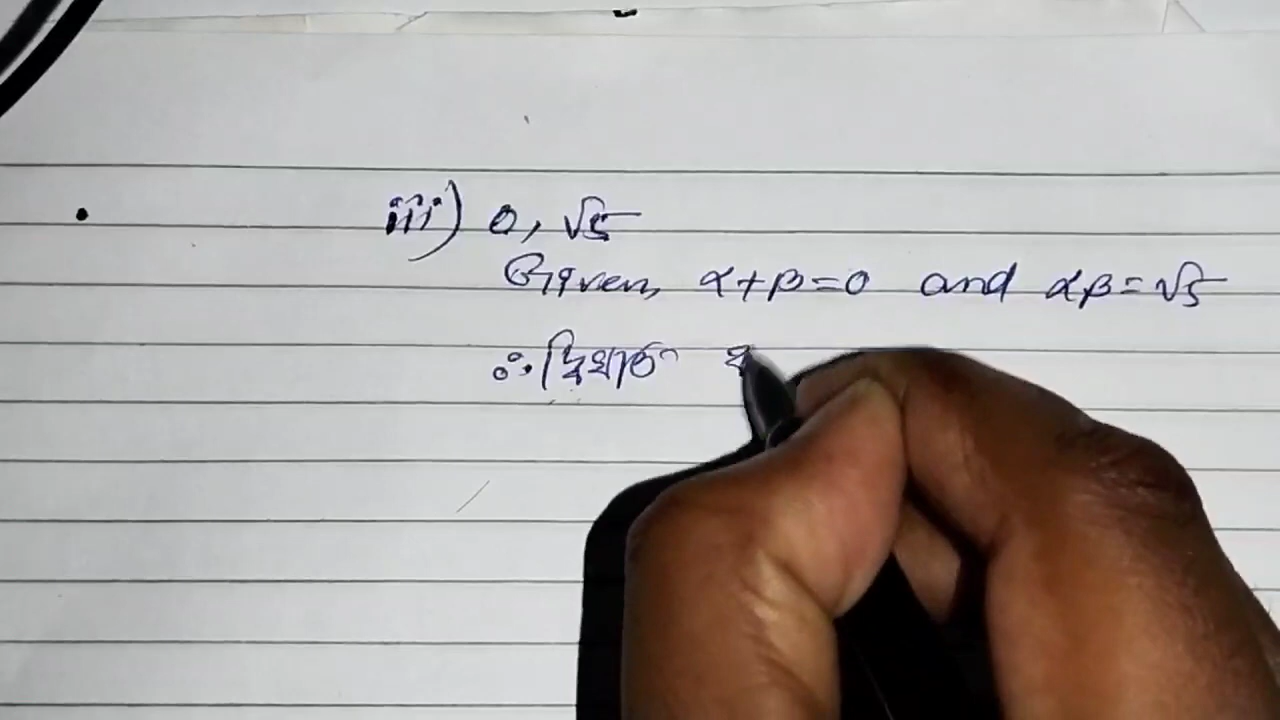 iii) 0, √5
Given, α+β=0 and αβ=√5
∴ দ্বিঘাত